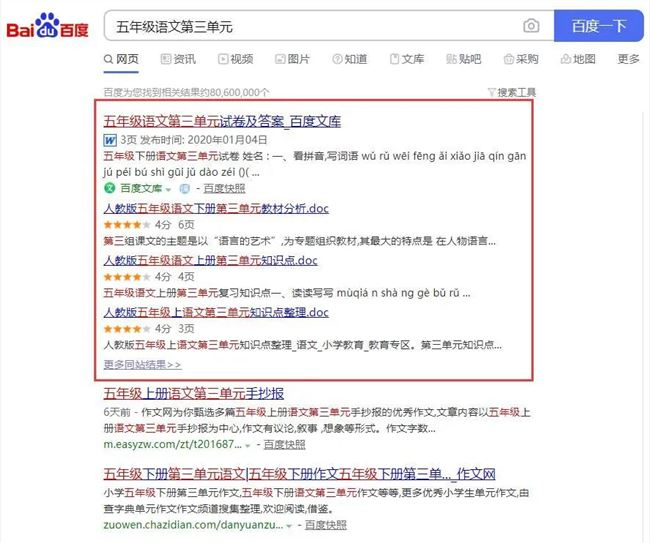 Baidu百度 五年级语文第三单元 百度一下
网页 资讯 视频 图片 知道 文库 贴吧 采购 地图 更多
百度为您找到相关结果约80,600,000个 搜索工具
五年级语文第三单元试卷及答案_百度文库
W 3页 发布时间: 2020年01月04日
五年级下册语文第三单元试卷 姓名 : 一、看拼音,写词语 wǔ rǔ wēi fēng ǎi xiǎo jiā qín gān
jú péi bú shì gūi jǔ dào zéi ()( ...
百度文库 - 百度快照
人教版五年级语文下册第三单元教材分析.doc
4分 6页
第三组课文的主题是以“语言的艺术”,为专题组织教材,其最大的特点是 在人物语言...
人教版五年级语文上册第三单元知识点.doc
4分 4页
五年级语文上册第三单元复习知识点一、读读写写 mùqiá n shà ng gè bǔ rǔ ...
人教版五年级上语文第三单元知识点整理.doc
4分 3页
人教版五年级上语文第三单元知识点整理_语文_小学教育_教育专区。第三单元知识点...
更多同站结果>>
五年级上册语文第三单元手抄报
6天前 - 作文网为你甄选多篇五年级上册语文第三单元手抄报的优秀作文,文章内容以五年级上
册语文第三单元手抄报为中心,作文有议论,叙事 ,想象等形式。作文字数...
m.easyzw.com/zt/t201687... - 百度快照
五年级下册第三单元语文|五年级下册作文五年级下册第三单..._作文网
小学五年级下册第三单元作文,五年级下册语文第三单元作文等等,更多优秀小学生单元作文,由
查字典单元作文作文频道搜集整理,欢迎阅读,借鉴。
zuowen.chazidian.com/danyuanzu... - 百度快照